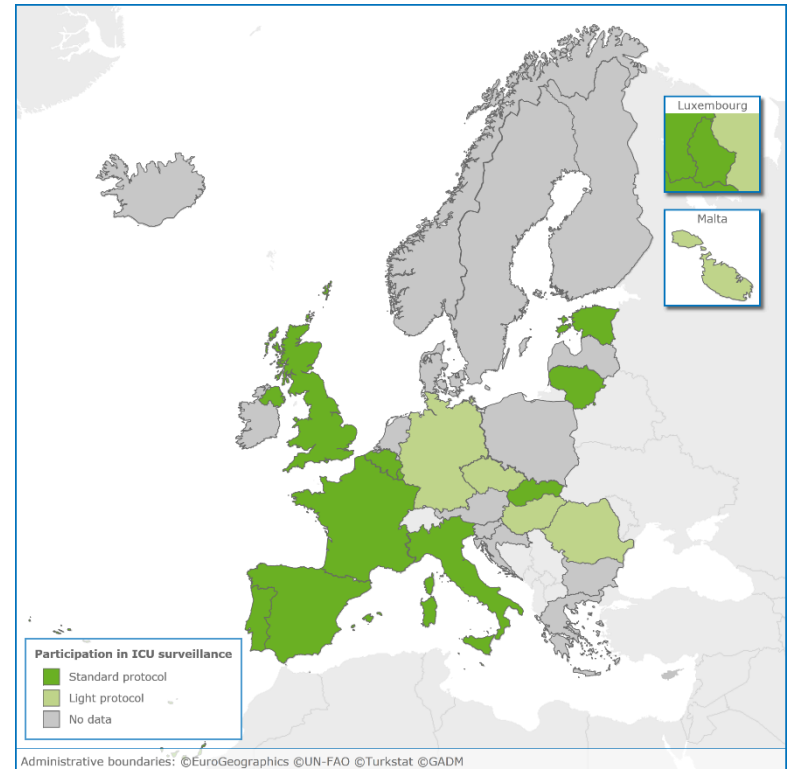 Luxembourg
Malta
Participation in ICU surveillance
Standard protocol
Light protocol
No data
Administrative boundaries: ©EuroGeographics ©UN-FAO ©Turkstat ©GADM